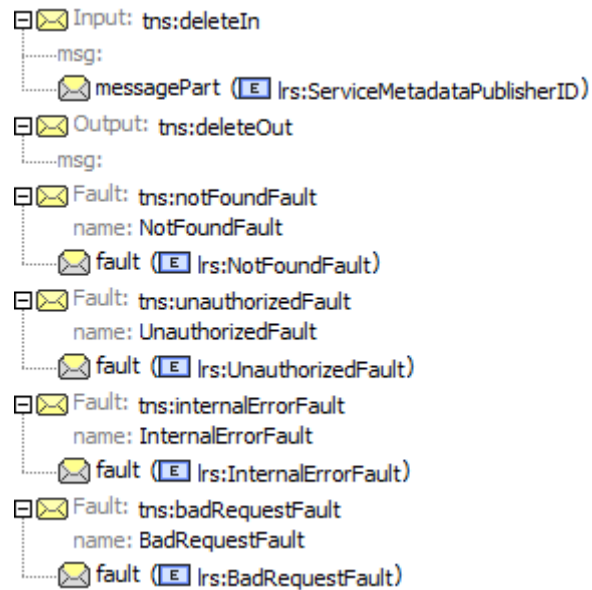 Input: tns:deleteIn
msg:
messagePart (E lrs:ServiceMetadataPublisherID)
Output: tns:deleteOut
msg:
Fault: tns:notFoundFault
name: NotFoundFault
fault (E lrs:NotFoundFault)
Fault: tns:unauthorizedFault
name: UnauthorizedFault
fault (E lrs:UnauthorizedFault)
Fault: tns:internalErrorFault
name: InternalErrorFault
fault (E lrs:InternalErrorFault)
Fault: tns:badRequestFault
name: BadRequestFault
fault (E lrs:BadRequestFault)